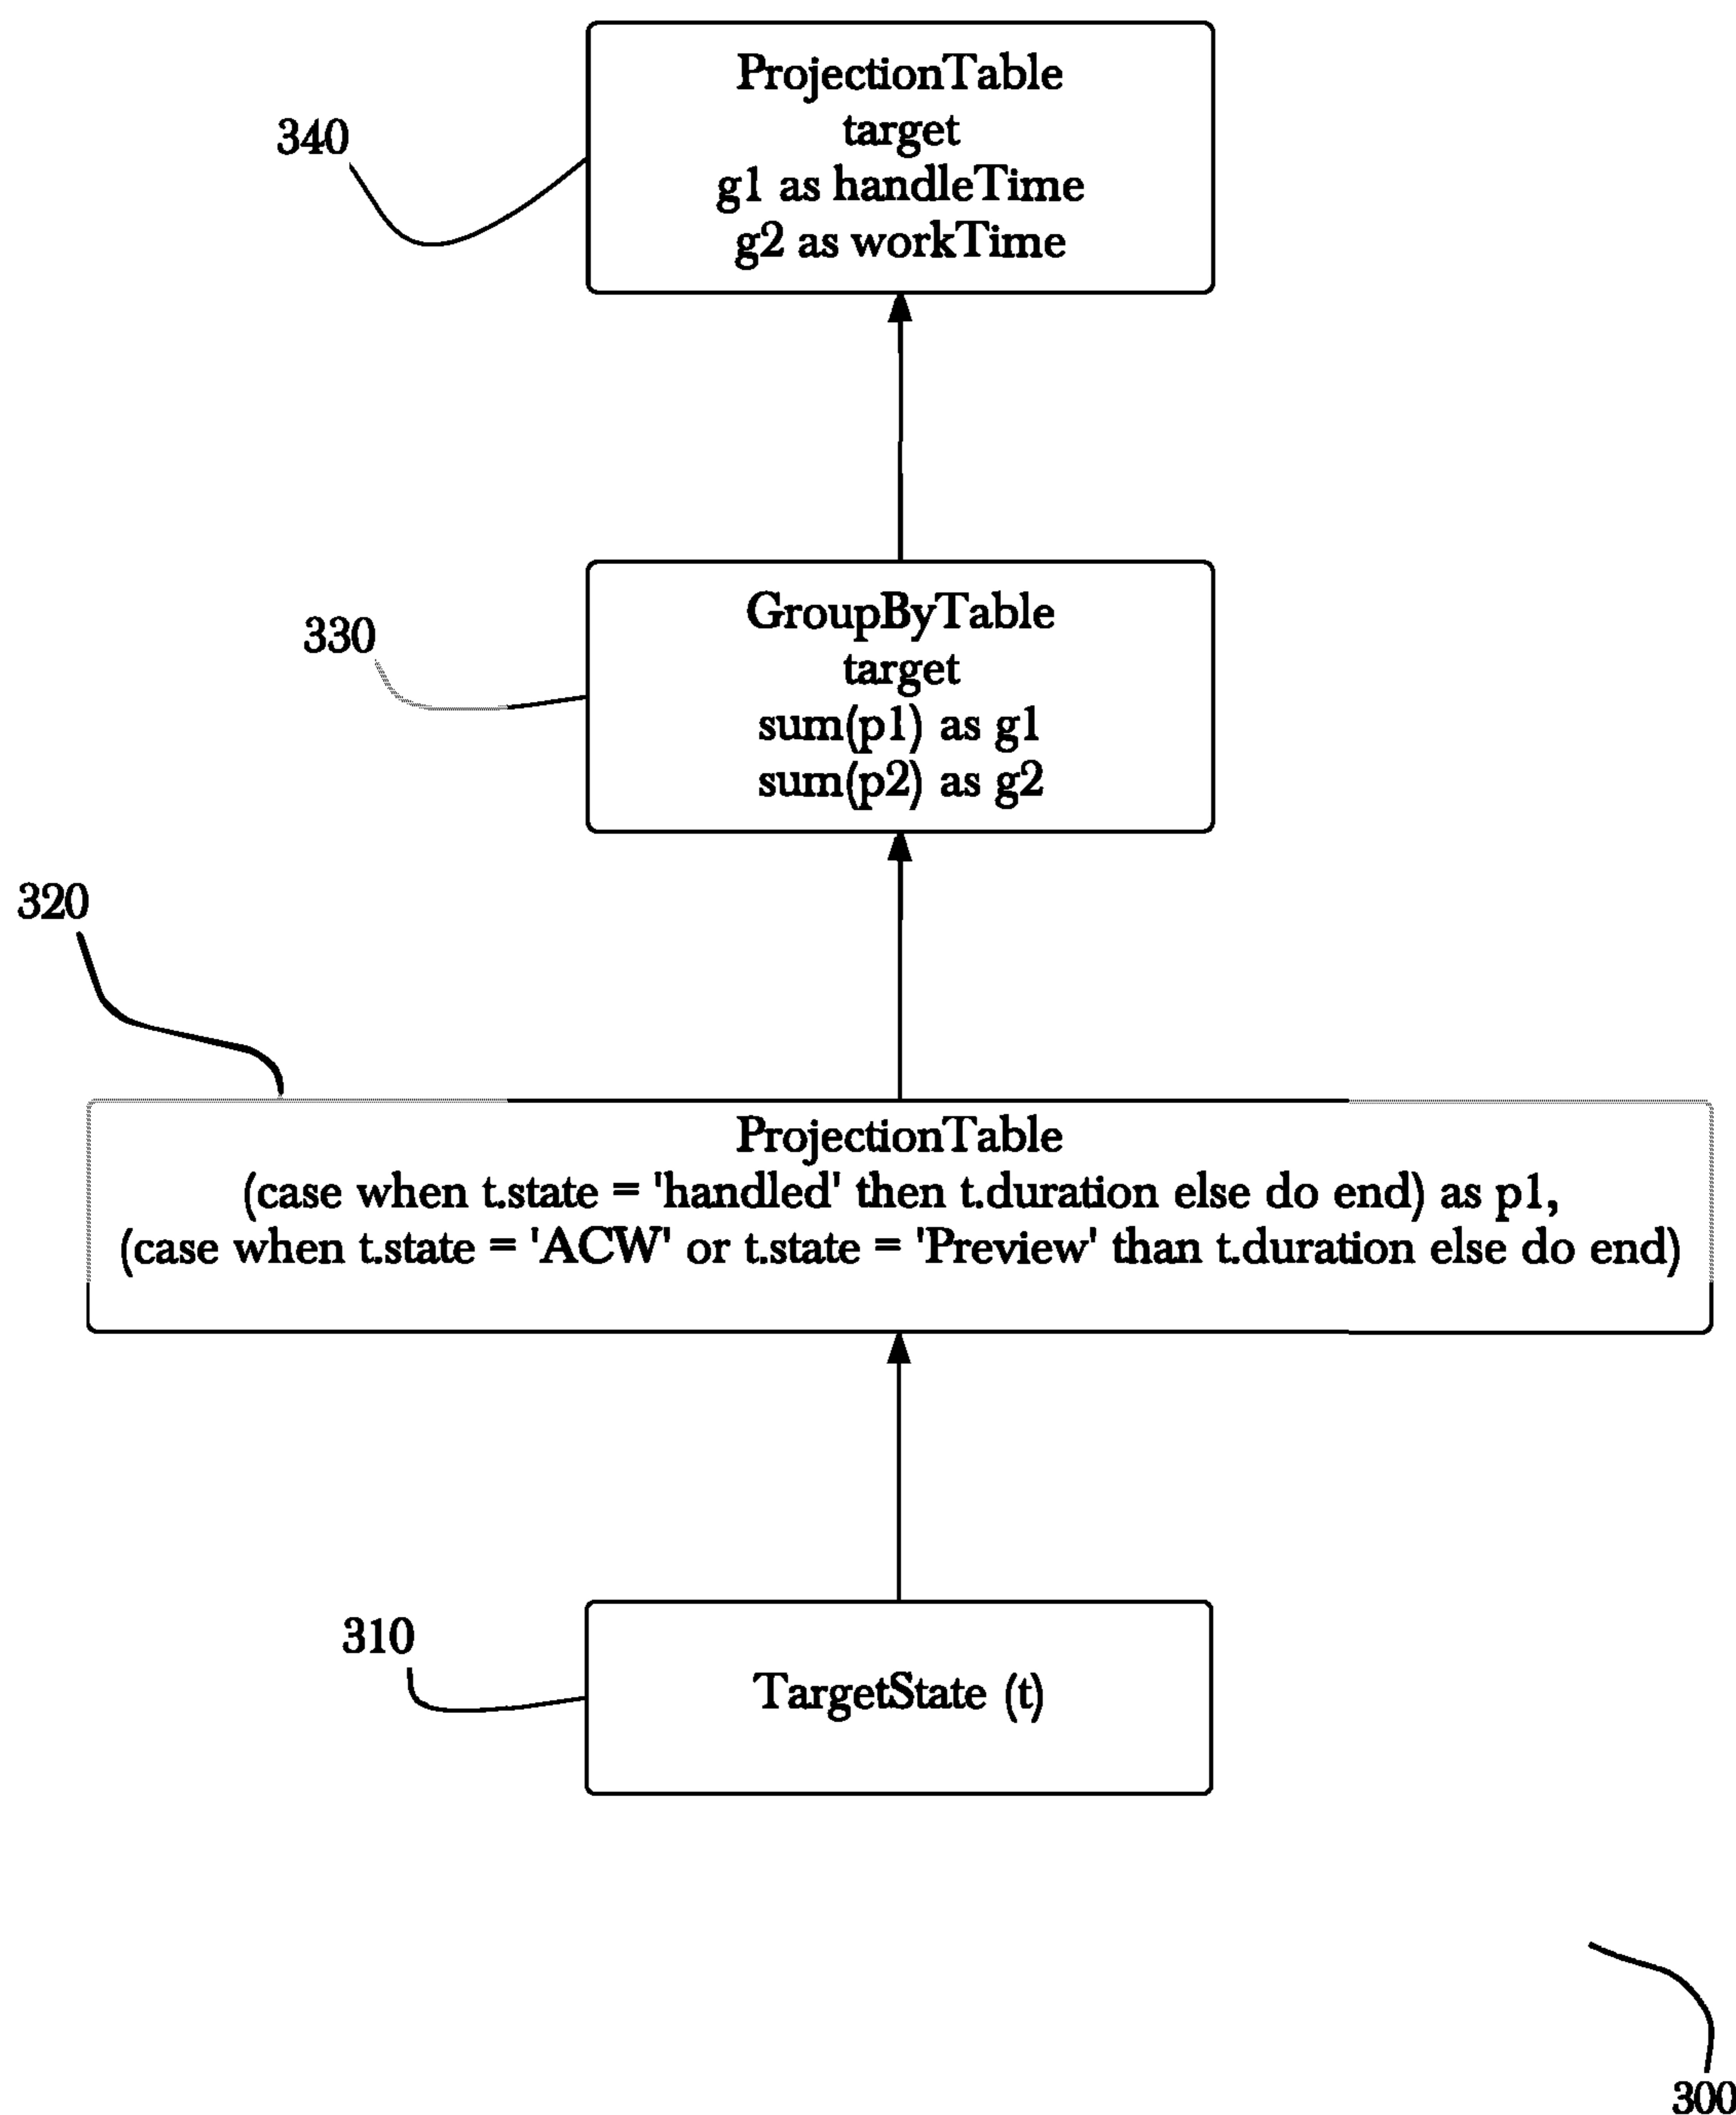 ProjectionTable
target
g1 as handleTime
g2 as workTime
340
GroupByTable
target
sum(p1) as g1
sum(p2) as g2
330
320
ProjectionTable
(case when t.state = 'handled' then t.duration else do end) as p1,
(case when t.state = 'ACW' or t.state = 'Preview' than t.duration else do end)
310
TargetState (t)
300